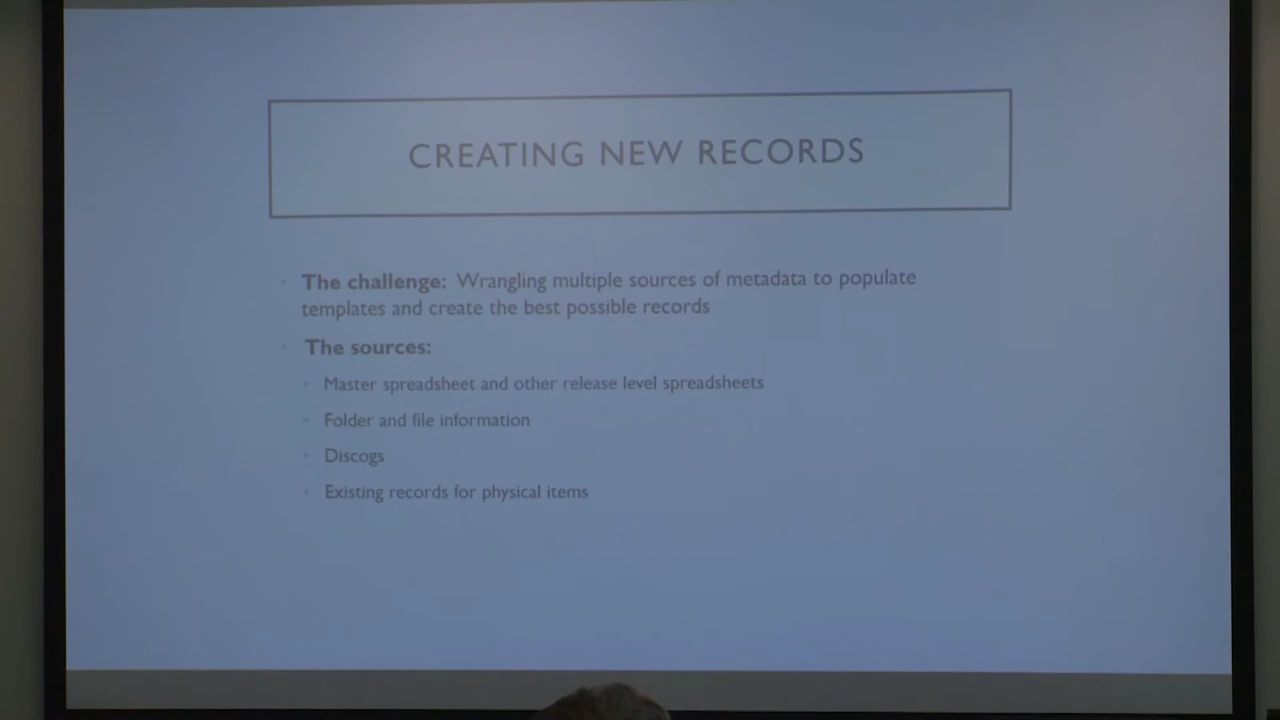 CREATING NEW RECORDS
The challenge: Wrangling multiple sources of metadata to populate
templates and create the best possible records
The sources:
Master spreadsheet and other release level spreadsheets
Folder and file information
Discogs
Existing records for physical items